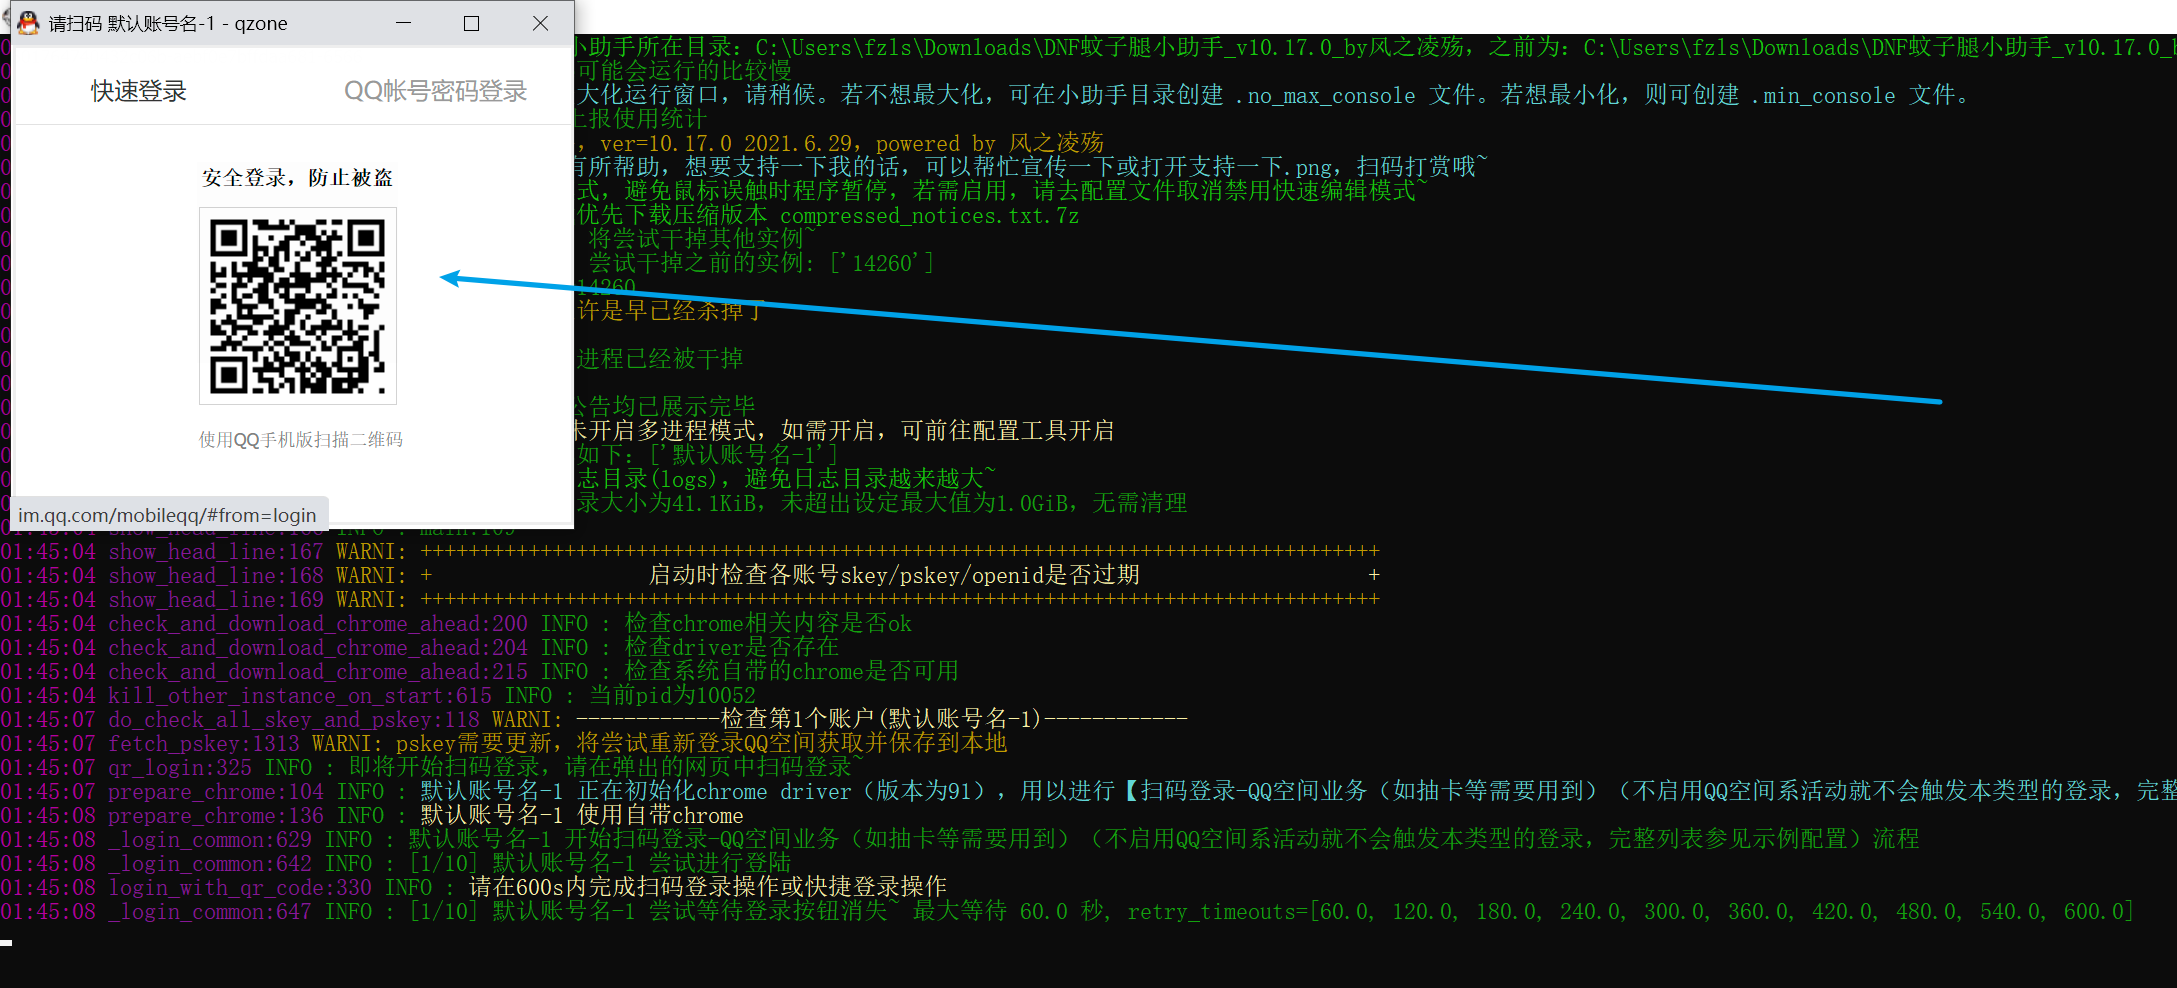 请扫码 默认账号名-1 - qzone
快速登录
QQ帐号密码登录
安全登录，防止被盗
使用QQ手机版扫描二维码
im.qq.com/mobileqq/#from=login
小助手所在目录：C:\Users\fzls\Downloads\DNF蚊子腿小助手_v10.17.0_by风之凌殇，之前为：C:\Users\fzls\Downloads\DNF蚊子腿小助手_v10.17.0_b
可能会运行的比较慢
大化运行窗口，请稍候。若不想最大化，可在小助手目录创建 .no_max_console 文件。若想最小化，则可创建 .min_console 文件。
上报使用统计
，ver=10.17.0 2021.6.29，powered by 风之凌殇
有所帮助，想要支持一下我的话，可以帮忙宣传一下或打开支持一下.png，扫码打赏哦~
式，避免鼠标误触时程序暂停，若需启用，请去配置文件取消禁用快速编辑模式~
优先下载压缩版本 compressed_notices.txt.7z
将尝试干掉其他实例~
尝试干掉之前的实例: ['14260']
14260
许是早已经杀掉了
进程已经被干掉
公告均已展示完毕
未开启多进程模式，如需开启，可前往配置工具开启
如下：['默认账号名-1']
志目录(logs)，避免日志目录越来越大~
录大小为41.1KiB，未超出设定最大值为1.0GiB，无需清理
01:45:04 show_head_line:167 WARNI: ++++++++++++++++++++++++++++++++++++++++++++++++++++++++++++++++++++++++++++++++
01:45:04 show_head_line:168 WARNI: + 启动时检查各账号skey/pskey/openid是否过期 +
01:45:04 show_head_line:169 WARNI: ++++++++++++++++++++++++++++++++++++++++++++++++++++++++++++++++++++++++++++++++
01:45:04 check_and_download_chrome_ahead:200 INFO : 检查chrome相关内容是否ok
01:45:04 check_and_download_chrome_ahead:204 INFO : 检查driver是否存在
01:45:04 check_and_download_chrome_ahead:215 INFO : 检查系统自带的chrome是否可用
01:45:04 kill_other_instance_on_start:615 INFO : 当前pid为10052
01:45:07 do_check_all_skey_and_pskey:118 WARNI: ------------检查第1个账户(默认账号名-1)------------
01:45:07 fetch_pskey:1313 WARNI: pskey需要更新，将尝试重新登录QQ空间获取并保存到本地
01:45:07 qr_login:325 INFO : 即将开始扫码登录，请在弹出的网页中扫码登录~
01:45:07 prepare_chrome:104 INFO : 默认账号名-1 正在初始化chrome driver（版本为91），用以进行【扫码登录-QQ空间业务（如抽卡等需要用到）（不启用QQ空间系活动就不会触发本类型的登录，完整
01:45:08 prepare_chrome:136 INFO : 默认账号名-1 使用自带chrome
01:45:08 _login_common:629 INFO : 默认账号名-1 开始扫码登录-QQ空间业务（如抽卡等需要用到）（不启用QQ空间系活动就不会触发本类型的登录，完整列表参见示例配置）流程
01:45:08 _login_common:642 INFO : [1/10] 默认账号名-1 尝试进行登陆
01:45:08 login_with_qr_code:330 INFO : 请在600s内完成扫码登录操作或快捷登录操作
01:45:08 _login_common:647 INFO : [1/10] 默认账号名-1 尝试等待登录按钮消失~ 最大等待 60.0 秒, retry_timeouts=[60.0, 120.0, 180.0, 240.0, 300.0, 360.0, 420.0, 480.0, 540.0, 600.0]